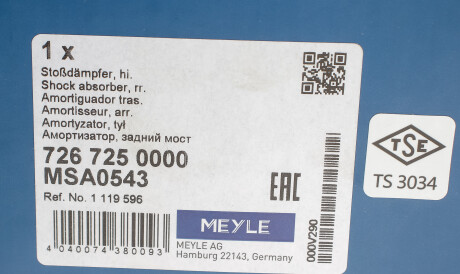 1 x
Stoßdämpfer, hi.
Shock absorber, rr.
Amortiguador tras.
Amortisseur, arr.
Amortyzator, tył
Амортизатор, задний мост
726 725 0000
MSA0543
Ref. No. 1 119 596
4 040074 380093
EAC
MEYLE
MEYLE AG
Hamburg 22143, Germany
000V290
TSE
TS 3034